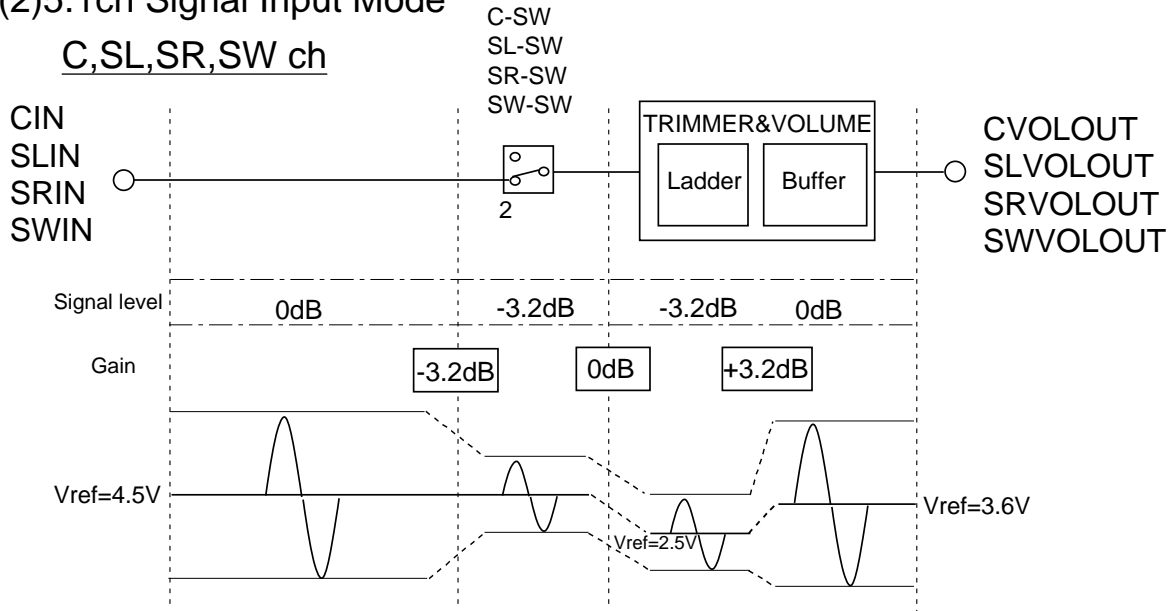 (2)5.1ch Signal Input Mode
C,SL,SR,SW ch
C-SW
SL-SW
SR-SW
SW-SW
CIN
SLIN
SRIN
SWIN
2
TRIMMER&VOLUME
Ladder
Buffer
CVOLOUT
SLVOLOUT
SRVOLOUT
SWVOLOUT
Signal level
0dB
-3.2dB
-3.2dB
0dB
Gain
-3.2dB
0dB
+3.2dB
Vref=4.5V
Vref=2.5V
Vref=3.6V